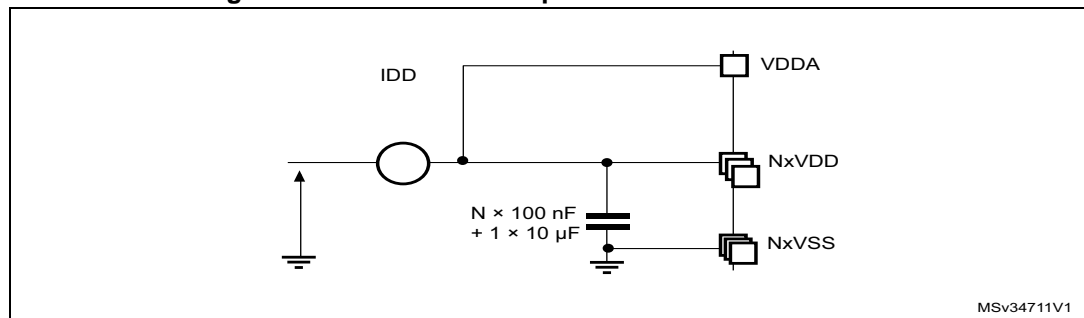 IDD
VDDA
NxVDD
N × 100 nF
+ 1 × 10 µF
NxVSS
MSv34711V1